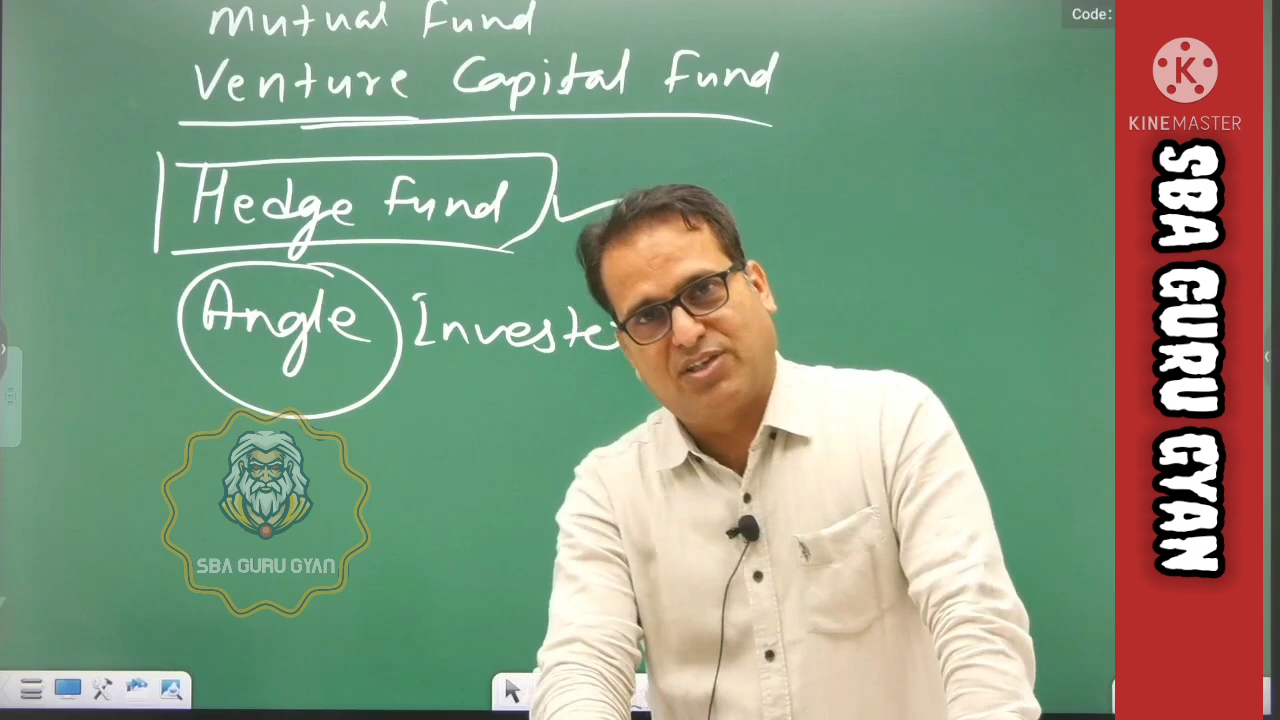 Mutual Fund
Code:
Venture Capital Fund
Hedge Fund
Angle Investe
SBA GURU GYAN
K
KINEMASTER
SBA GURU GYAN